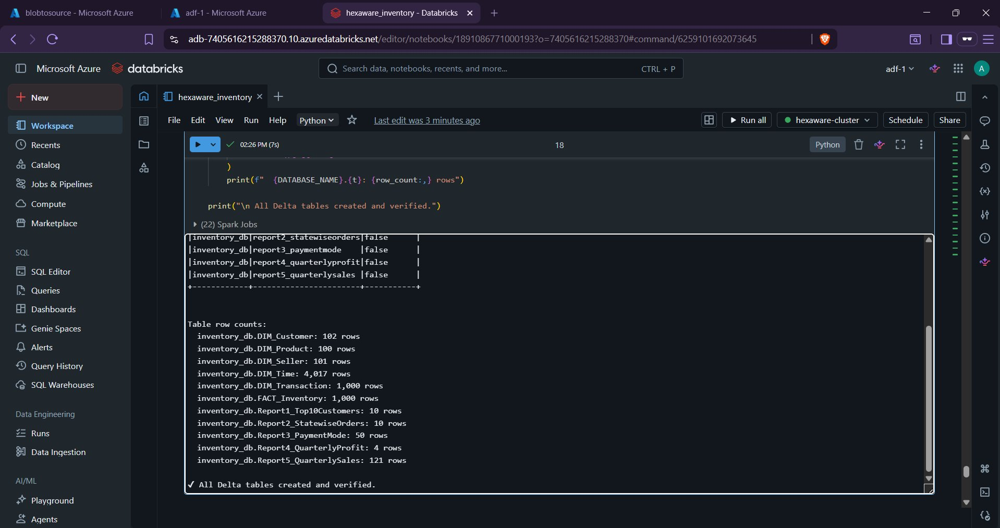 blobtosource - Microsoft Azure
adf-1 - Microsoft Azure
hexaware_inventory - Databricks
adb-7405616215288370.10.azuredatabricks.net/editor/notebooks/1891086771000193?o=7405616215288370#command/6259101692073645
Microsoft Azure databricks
Search data, notebooks, recents, and more... CTRL + P
adf-1
A
New
Workspace
Recents
Catalog
Jobs & Pipelines
Compute
Marketplace
SQL
SQL Editor
Queries
Dashboards
Genie Spaces
Alerts
Query History
SQL Warehouses
Data Engineering
Runs
Data Ingestion
AI/ML
Playground
Agents
hexaware_inventory
File Edit View Run Help Python Last edit was 3 minutes ago
Run all hexaware-cluster Schedule Share
02:26 PM (7s) 18 Python
)
print(f"  {DATABASE_NAME}.{t}: {row_count:,} rows")
print("\n All Delta tables created and verified.")
(22) Spark Jobs
|inventory_db|report2_statewiseorders|false      |
|inventory_db|report3_paymentmode    |false      |
|inventory_db|report4_quarterlyprofit|false      |
|inventory_db|report5_quarterlysales |false      |
+------------+-----------------------+-----------+
Table row counts:
inventory_db.DIM_Customer: 102 rows
inventory_db.DIM_Product: 100 rows
inventory_db.DIM_Seller: 101 rows
inventory_db.DIM_Time: 4,017 rows
inventory_db.DIM_Transaction: 1,000 rows
inventory_db.FACT_Inventory: 1,000 rows
inventory_db.Report1_Top10Customers: 10 rows
inventory_db.Report2_StatewiseOrders: 10 rows
inventory_db.Report3_PaymentMode: 50 rows
inventory_db.Report4_QuarterlyProfit: 4 rows
inventory_db.Report5_QuarterlySales: 121 rows
✓ All Delta tables created and verified.